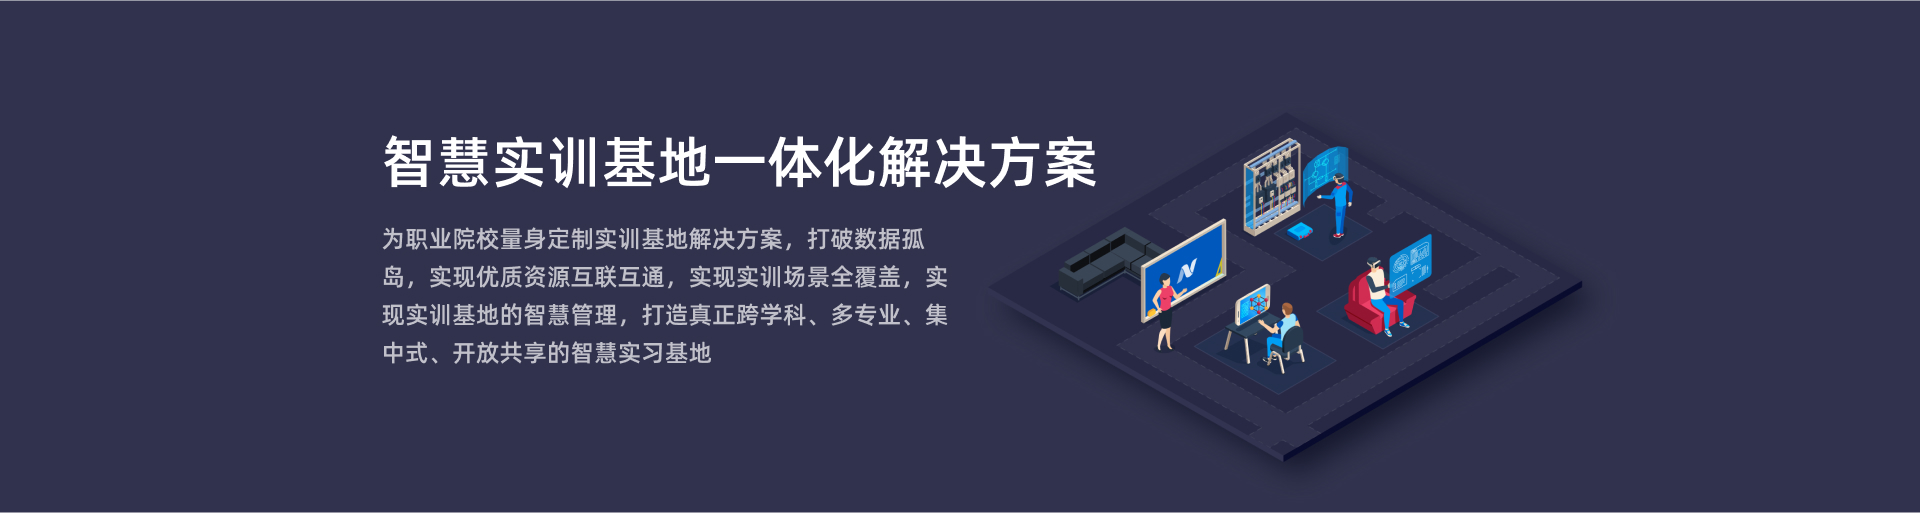 智慧实训基地一体化解决方案
为职业院校量身定制实训基地解决方案，打破数据孤
岛，实现优质资源互联互通，实现实训场景全覆盖，实
现实训基地的智慧管理，打造真正跨学科、多专业、集
中式、开放共享的智慧实习基地